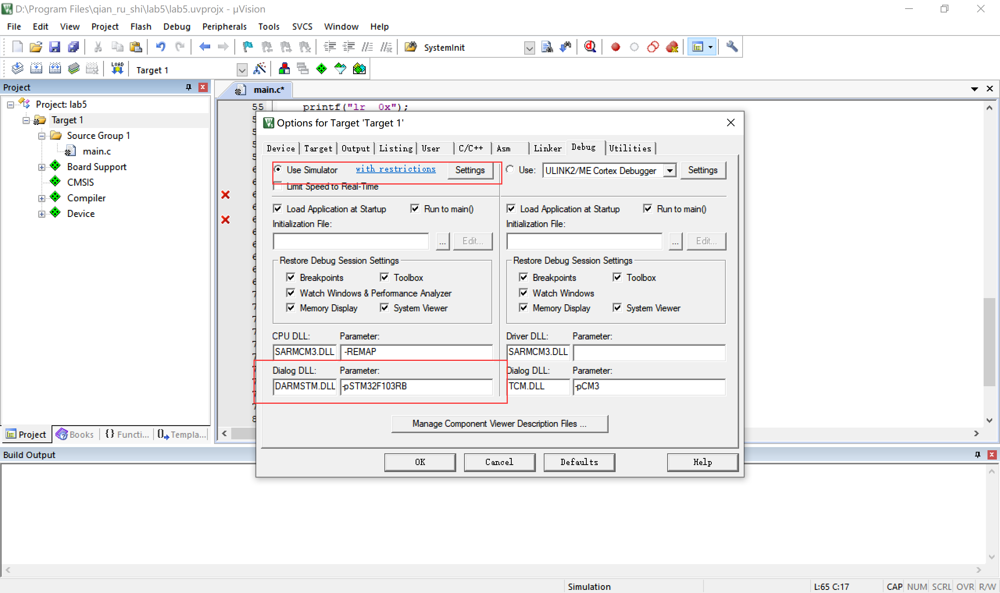 D:\Program Files\qian_ru_shi\lab5\lab5.uvprojx - µVision
File Edit View Project Flash Debug Peripherals Tools SVCS Window Help
SystemInit
LOAD Target 1
Project
main.c*
Project: lab5
Target 1
Source Group 1
main.c
Board Support
CMSIS
Compiler
Device
55 printf("lr 0x");
Options for Target 'Target 1'
Device Target Output Listing User C/C++ Asm Linker Debug Utilities
Use Simulator with restrictions Settings
Use: ULINK2/ME Cortex Debugger Settings
Limit Speed to Real-Time
Load Application at Startup Run to main()
Load Application at Startup Run to main()
Initialization File:
Initialization File:
... Edit...
... Edit...
Restore Debug Session Settings
Restore Debug Session Settings
Breakpoints Toolbox
Breakpoints Toolbox
Watch Windows & Performance Analyzer
Watch Windows
Memory Display System Viewer
Memory Display System Viewer
CPU DLL: Parameter:
Driver DLL: Parameter:
SARMCM3.DLL -REMAP
SARMCM3.DLL
Dialog DLL: Parameter:
Dialog DLL: Parameter:
DARMSTM.DLL -pSTM32F103RB
TCM.DLL -pCM3
Manage Component Viewer Description Files ...
OK Cancel Defaults Help
Project Books {} Functi... Templa...
Build Output
Simulation L:65 C:17 CAP NUM SCRL OVR R/W